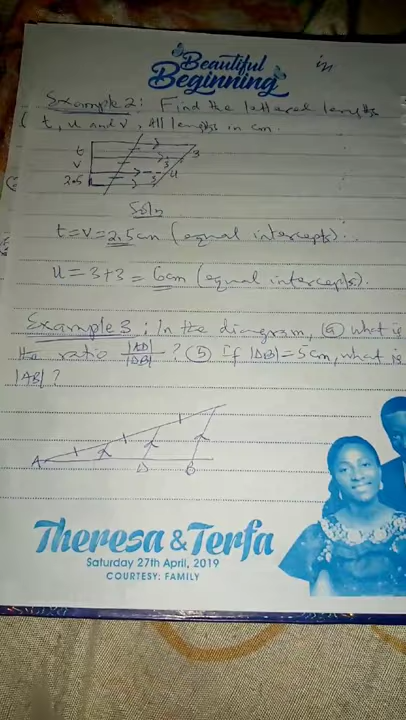 Beautiful
Beginning
in
Example 2: Find the lettered lengths
t, u and v, All lengths in cm.
t
3
v
3
u
2.5
3
Soln
t=v=2.5cm (equal intercepts).
u=3+3=6cm (equal intercepts).
Example 3: In the diagram, (a) What is
the ratio |AD|/|DB|? (b) If |DB|=5cm, what is
|AB|?
A
D
B
Theresa & Terfa
Saturday 27th April, 2019
COURTESY: FAMILY